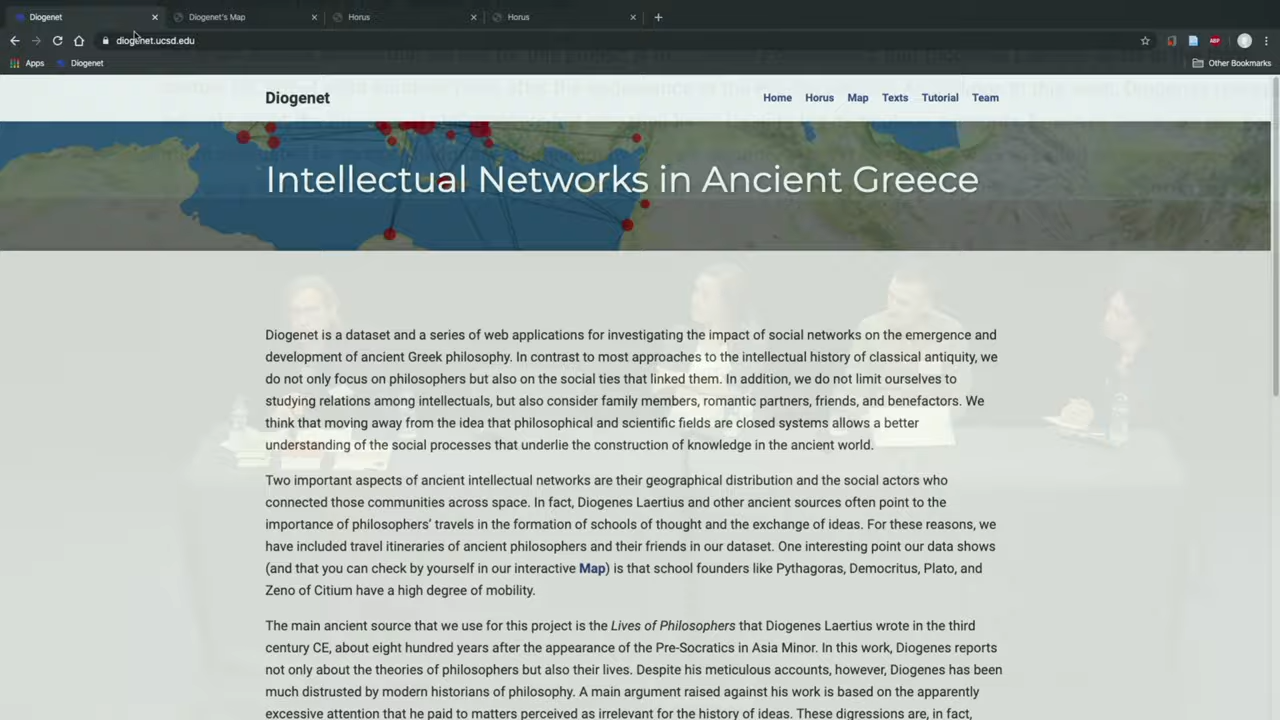 Diogenet
Diogenet's Map
Horus
Horus
diogenet.ucsd.edu
ABP
Apps
Diogenet
Other Bookmarks
Diogenet
Home
Horus
Map
Texts
Tutorial
Team
Intellectual Networks in Ancient Greece
Diogenet is a dataset and a series of web applications for investigating the impact of social networks on the emergence and
development of ancient Greek philosophy. In contrast to most approaches to the intellectual history of classical antiquity, we
do not only focus on philosophers but also on the social ties that linked them. In addition, we do not limit ourselves to
studying relations among intellectuals, but also consider family members, romantic partners, friends, and benefactors. We
think that moving away from the idea that philosophical and scientific fields are closed systems allows a better
understanding of the social processes that underlie the construction of knowledge in the ancient world.
Two important aspects of ancient intellectual networks are their geographical distribution and the social actors who
connected those communities across space. In fact, Diogenes Laertius and other ancient sources often point to the
importance of philosophers' travels in the formation of schools of thought and the exchange of ideas. For these reasons, we
have included travel itineraries of ancient philosophers and their friends in our dataset. One interesting point our data shows
(and that you can check by yourself in our interactive Map) is that school founders like Pythagoras, Democritus, Plato, and
Zeno of Citium have a high degree of mobility.
The main ancient source that we use for this project is the Lives of Philosophers that Diogenes Laertius wrote in the third
century CE, about eight hundred years after the appearance of the Pre-Socratics in Asia Minor. In this work, Diogenes reports
not only about the theories of philosophers but also their lives. Despite his meticulous accounts, however, Diogenes has been
much distrusted by modern historians of philosophy. A main argument raised against his work is based on the apparently
excessive attention that he paid to matters perceived as irrelevant for the history of ideas. These digressions are, in fact,